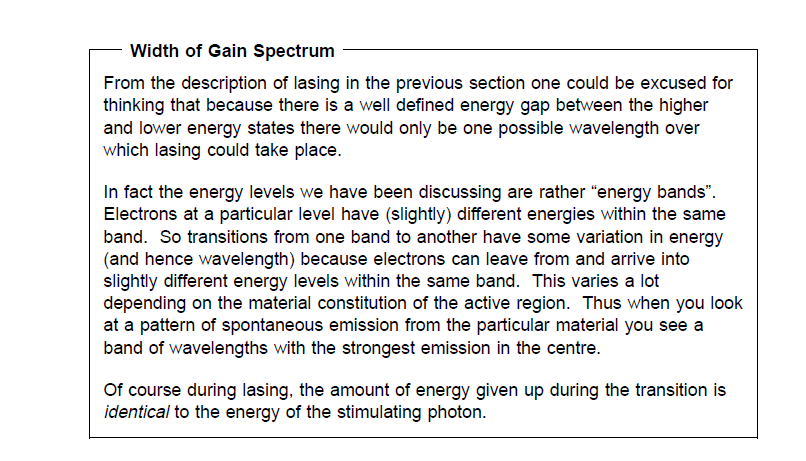 Width of Gain Spectrum
From the description of lasing in the previous section one could be excused for
thinking that because there is a well defined energy gap between the higher
and lower energy states there would only be one possible wavelength over
which lasing could take place.
In fact the energy levels we have been discussing are rather “energy bands”.
Electrons at a particular level have (slightly) different energies within the same
band.  So transitions from one band to another have some variation in energy
(and hence wavelength) because electrons can leave from and arrive into
slightly different energy levels within the same band.  This varies a lot
depending on the material constitution of the active region.  Thus when you look
at a pattern of spontaneous emission from the particular material you see a
band of wavelengths with the strongest emission in the centre.
Of course during lasing, the amount of energy given up during the transition is
identical to the energy of the stimulating photon.